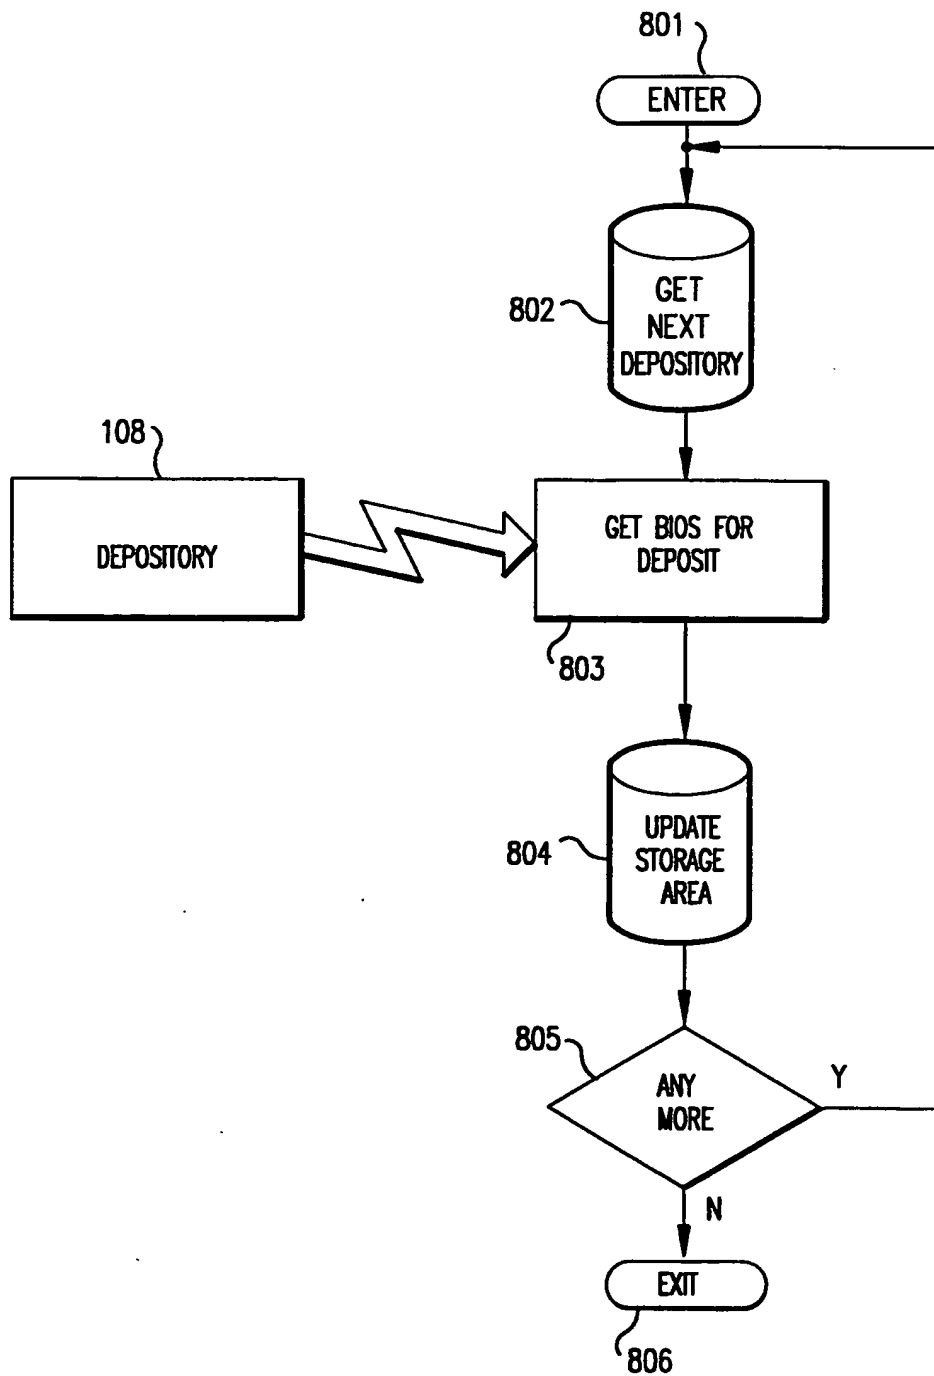 801
ENTER
802
GET
NEXT
DEPOSITORY
108
DEPOSITORY
GET BIOS FOR
DEPOSIT
803
804
UPDATE
STORAGE
AREA
805
ANY
MORE
Y
N
EXIT
806